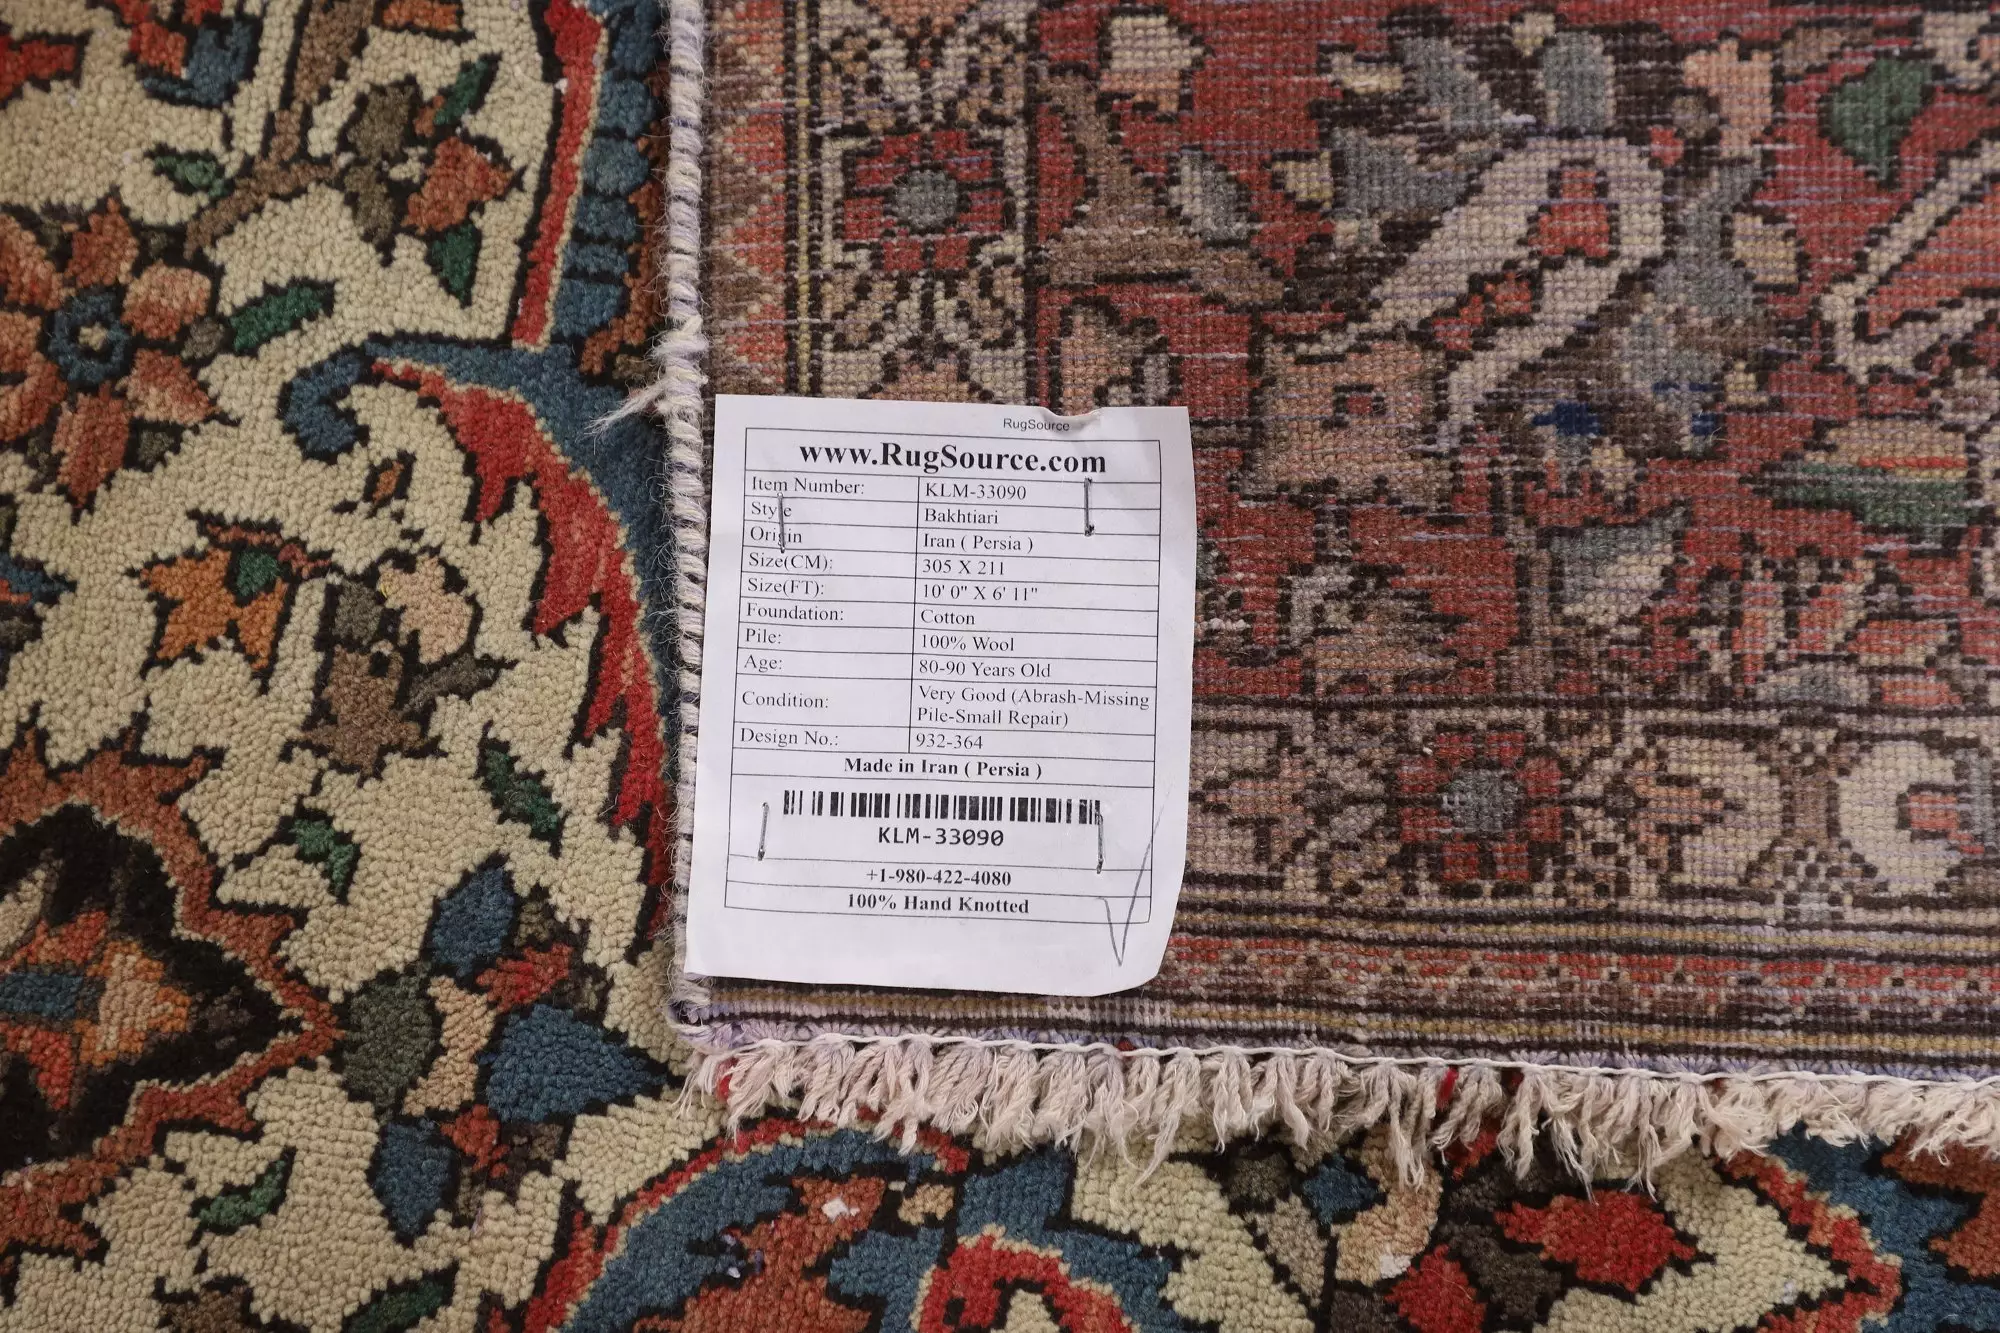 RugSource
www.RugSource.com
Item Number: KLM-33090
Style Bakhtiari
Origin Iran ( Persia )
Size(CM): 305 X 211
Size(FT): 10' 0" X 6' 11"
Foundation: Cotton
Pile: 100% Wool
Age: 80-90 Years Old
Condition: Very Good (Abrash-Missing
Pile-Small Repair)
Design No.: 932-364
Made in Iran ( Persia )
KLM-33090
+1-980-422-4080
100% Hand Knotted